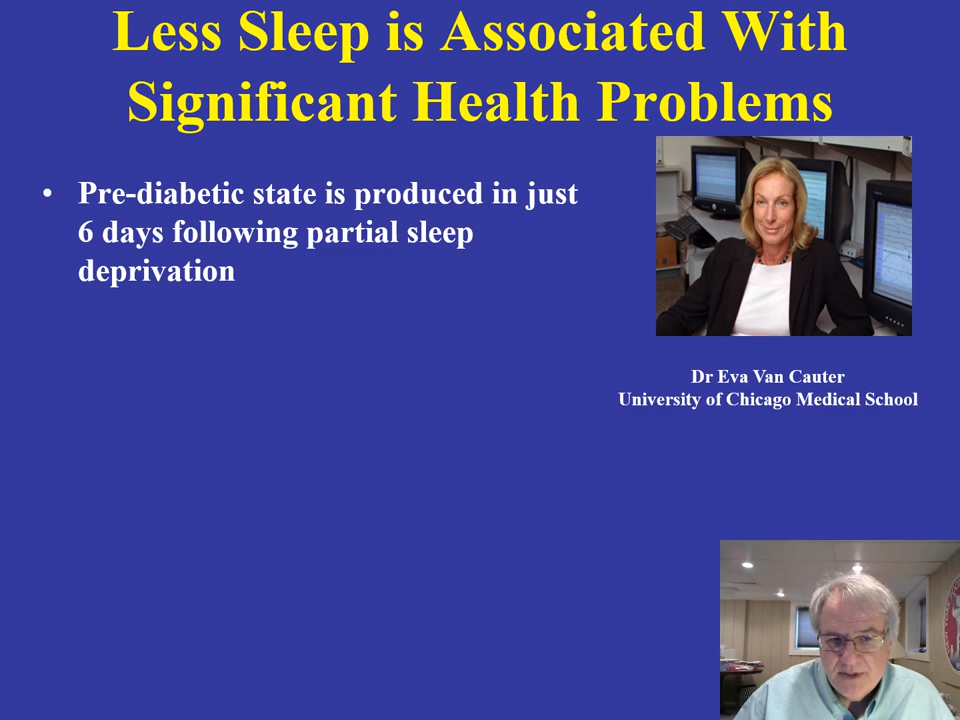 Less Sleep is Associated With
Significant Health Problems
• Pre-diabetic state is produced in just
6 days following partial sleep
deprivation
Dr Eva Van Cauter
University of Chicago Medical School